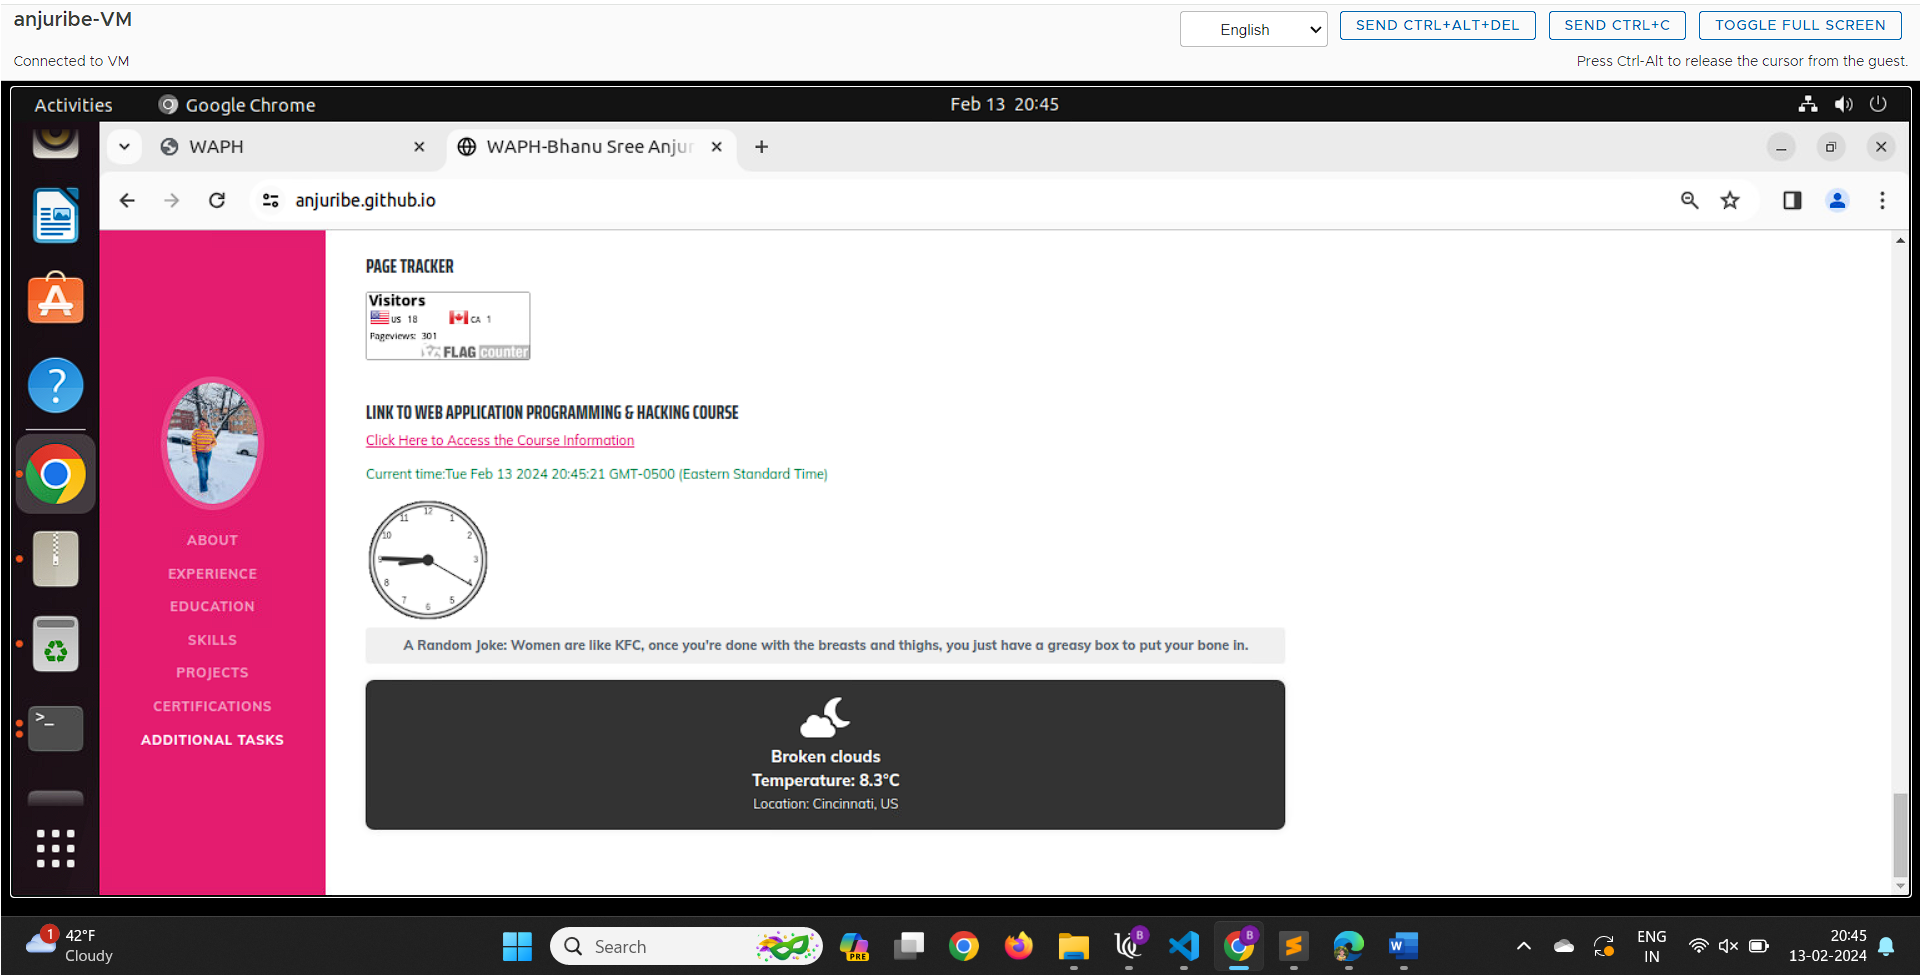 anjuribe-VM
English
SEND CTRL+ALT+DEL
SEND CTRL+C
TOGGLE FULL SCREEN
Connected to VM
Press Ctrl-Alt to release the cursor from the guest.
Activities
Google Chrome
Feb 13 20:45
WAPH
WAPH-Bhanu Sree Anjur
anjuribe.github.io
PAGE TRACKER
Visitors
US 18
CA 1
Pageviews: 301
FLAG counter
LINK TO WEB APPLICATION PROGRAMMING & HACKING COURSE
Click Here to Access the Course Information
Current time:Tue Feb 13 2024 20:45:21 GMT-0500 (Eastern Standard Time)
12
11
1
10
2
9
3
8
4
7
5
6
ABOUT
EXPERIENCE
EDUCATION
SKILLS
PROJECTS
CERTIFICATIONS
ADDITIONAL TASKS
A Random Joke: Women are like KFC, once you're done with the breasts and thighs, you just have a greasy box to put your bone in.
Broken clouds
Temperature: 8.3°C
Location: Cincinnati, US
1
42°F
Cloudy
Search
PRE
B
B
ENG
IN
20:45
13-02-2024